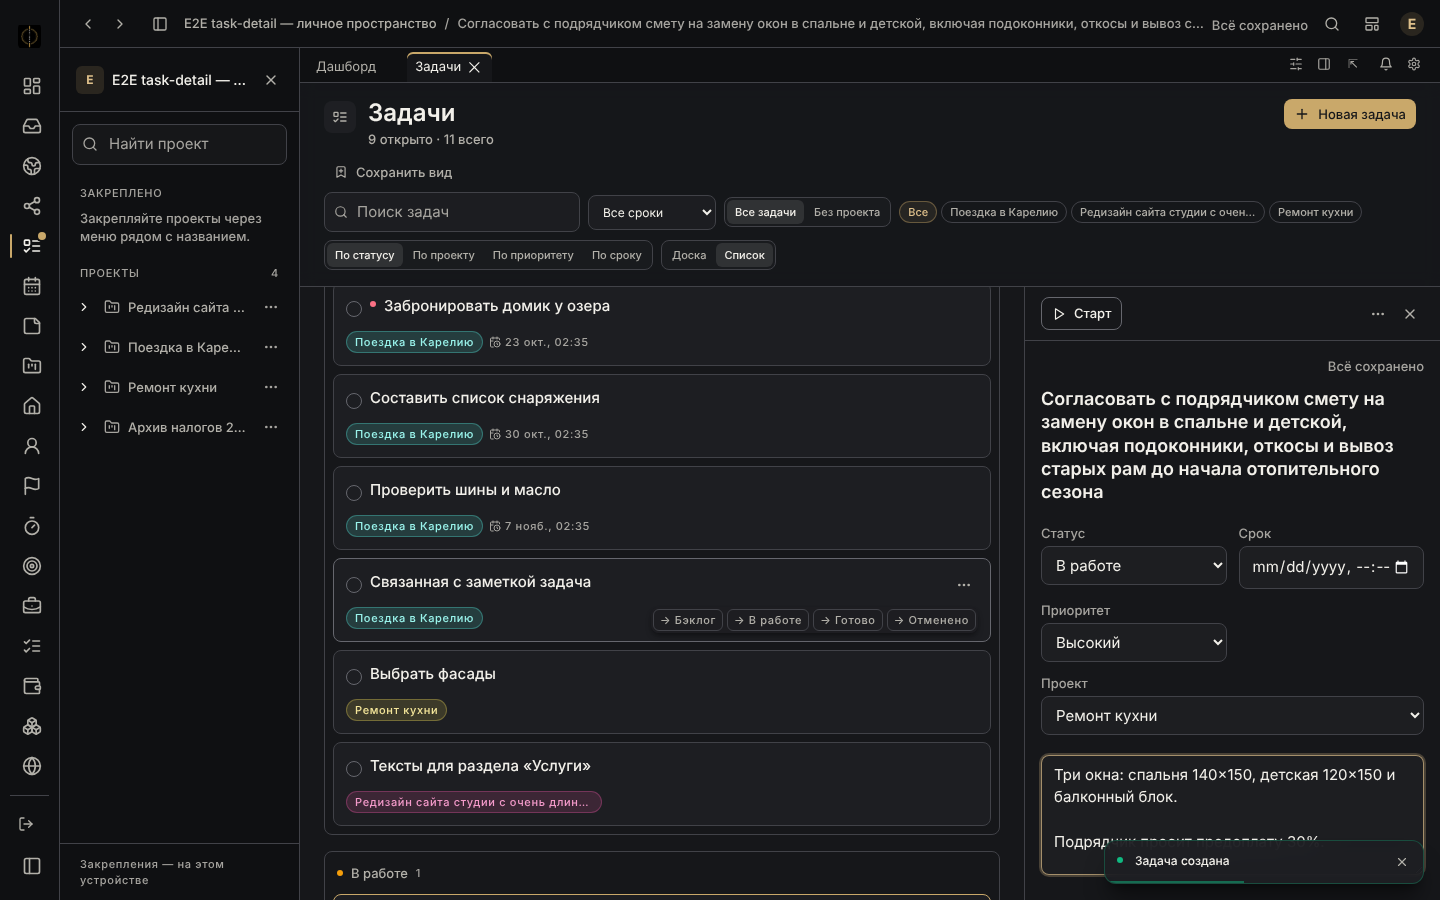 E2E task-detail — личное пространство / Согласовать с подрядчиком смету на замену окон в спальне и детской, включая подоконники, откосы и вывоз с...
Всё сохранено
E
E
E2E task-detail — ...
Найти проект
ЗАКРЕПЛЕНО
Закрепляйте проекты через
меню рядом с названием.
ПРОЕКТЫ 4
Редизайн сайта ...
Поездка в Каре...
Ремонт кухни
Архив налогов 2...
Закрепления — на этом
устройстве
Дашборд
Задачи
Задачи
9 открыто · 11 всего
Новая задача
Сохранить вид
Поиск задач
Все сроки
Все задачи
Без проекта
Все
Поездка в Карелию
Редизайн сайта студии с очен...
Ремонт кухни
По статусу
По проекту
По приоритету
По сроку
Доска
Список
Забронировать домик у озера
Поездка в Карелию 23 окт., 02:35
Составить список снаряжения
Поездка в Карелию 30 окт., 02:35
Проверить шины и масло
Поездка в Карелию 7 нояб., 02:35
Связанная с заметкой задача
Поездка в Карелию
→ Бэклог
→ В работе
→ Готово
→ Отменено
Выбрать фасады
Ремонт кухни
Тексты для раздела «Услуги»
Редизайн сайта студии с очень длин...
В работе 1
Старт
Всё сохранено
Согласовать с подрядчиком смету на
замену окон в спальне и детской,
включая подоконники, откосы и вывоз
старых рам до начала отопительного
сезона
Статус
Срок
В работе
mm/dd/yyyy, --:--
Приоритет
Высокий
Проект
Ремонт кухни
Три окна: спальня 140×150, детская 120×150 и
балконный блок.
Подрядчик просит предоплату 30%
Задача создана